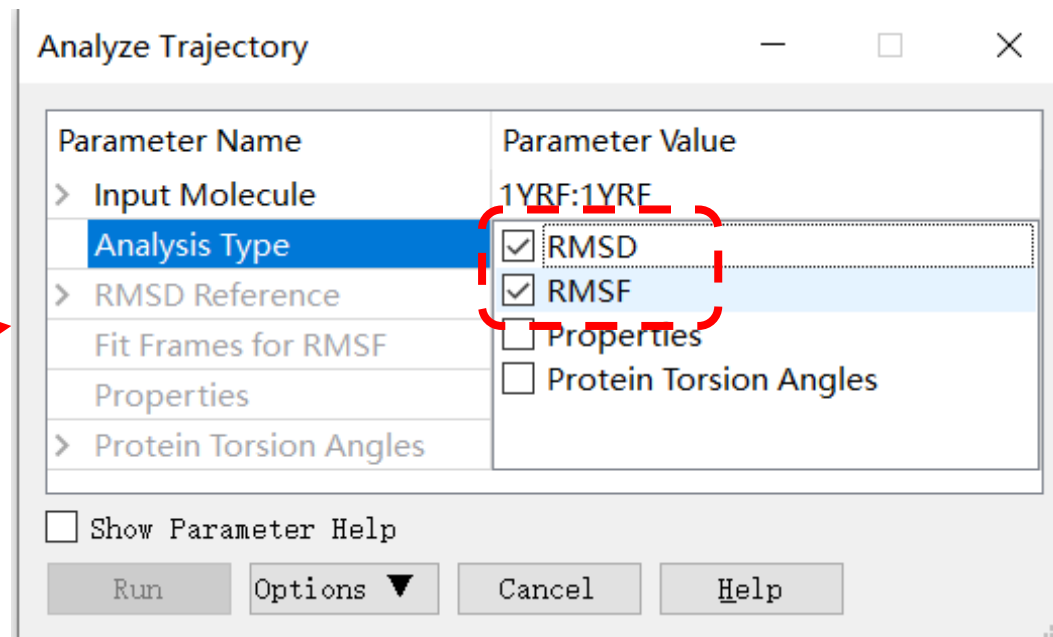 Analyze Trajectory
Parameter Name Parameter Value
Input Molecule 1YRF:1YRF
Analysis Type RMSD
RMSD Reference RMSF
Fit Frames for RMSF Properties
Properties Protein Torsion Angles
Protein Torsion Angles
Show Parameter Help
Run Options ▼ Cancel Help